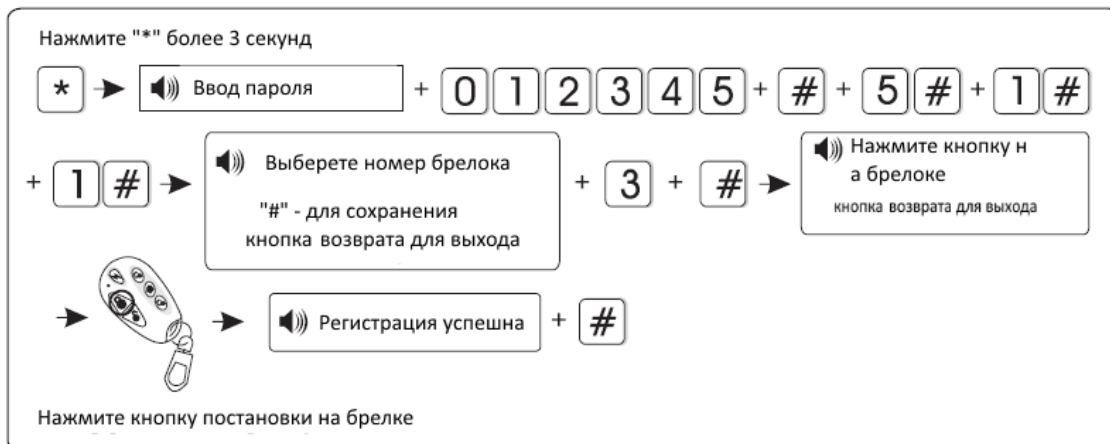 Нажмите "*" более 3 секунд
* Ввод пароля + 0 1 2 3 4 5 + # + 5 # + 1 #
+ 1 #
Выберете номер брелока
"#" - для сохранения
кнопка возврата для выхода
+ 3 + #
Нажмите кнопку н
а брелоке
кнопка возврата для выхода
Регистрация успешна + #
Нажмите кнопку постановки на брелке